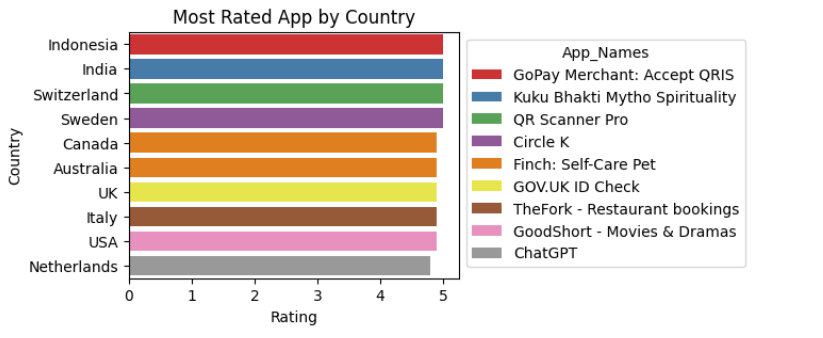 Most Rated App by Country
Country
Indonesia
India
Switzerland
Sweden
Canada
Australia
UK
Italy
USA
Netherlands
0 1 2 3 4 5
Rating
App_Names
GoPay Merchant: Accept QRIS
Kuku Bhakti Mytho Spirituality
QR Scanner Pro
Circle K
Finch: Self-Care Pet
GOV.UK ID Check
TheFork - Restaurant bookings
GoodShort - Movies & Dramas
ChatGPT